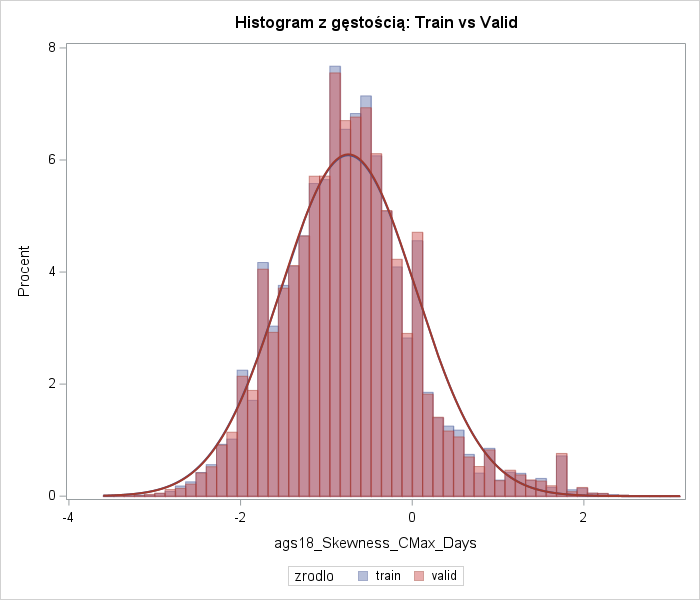 Histogram z gęstością: Train vs Valid
8
6
4
2
0
Procent
-4 -2 0 2
ags18_Skewness_CMax_Days
zrodlo train valid